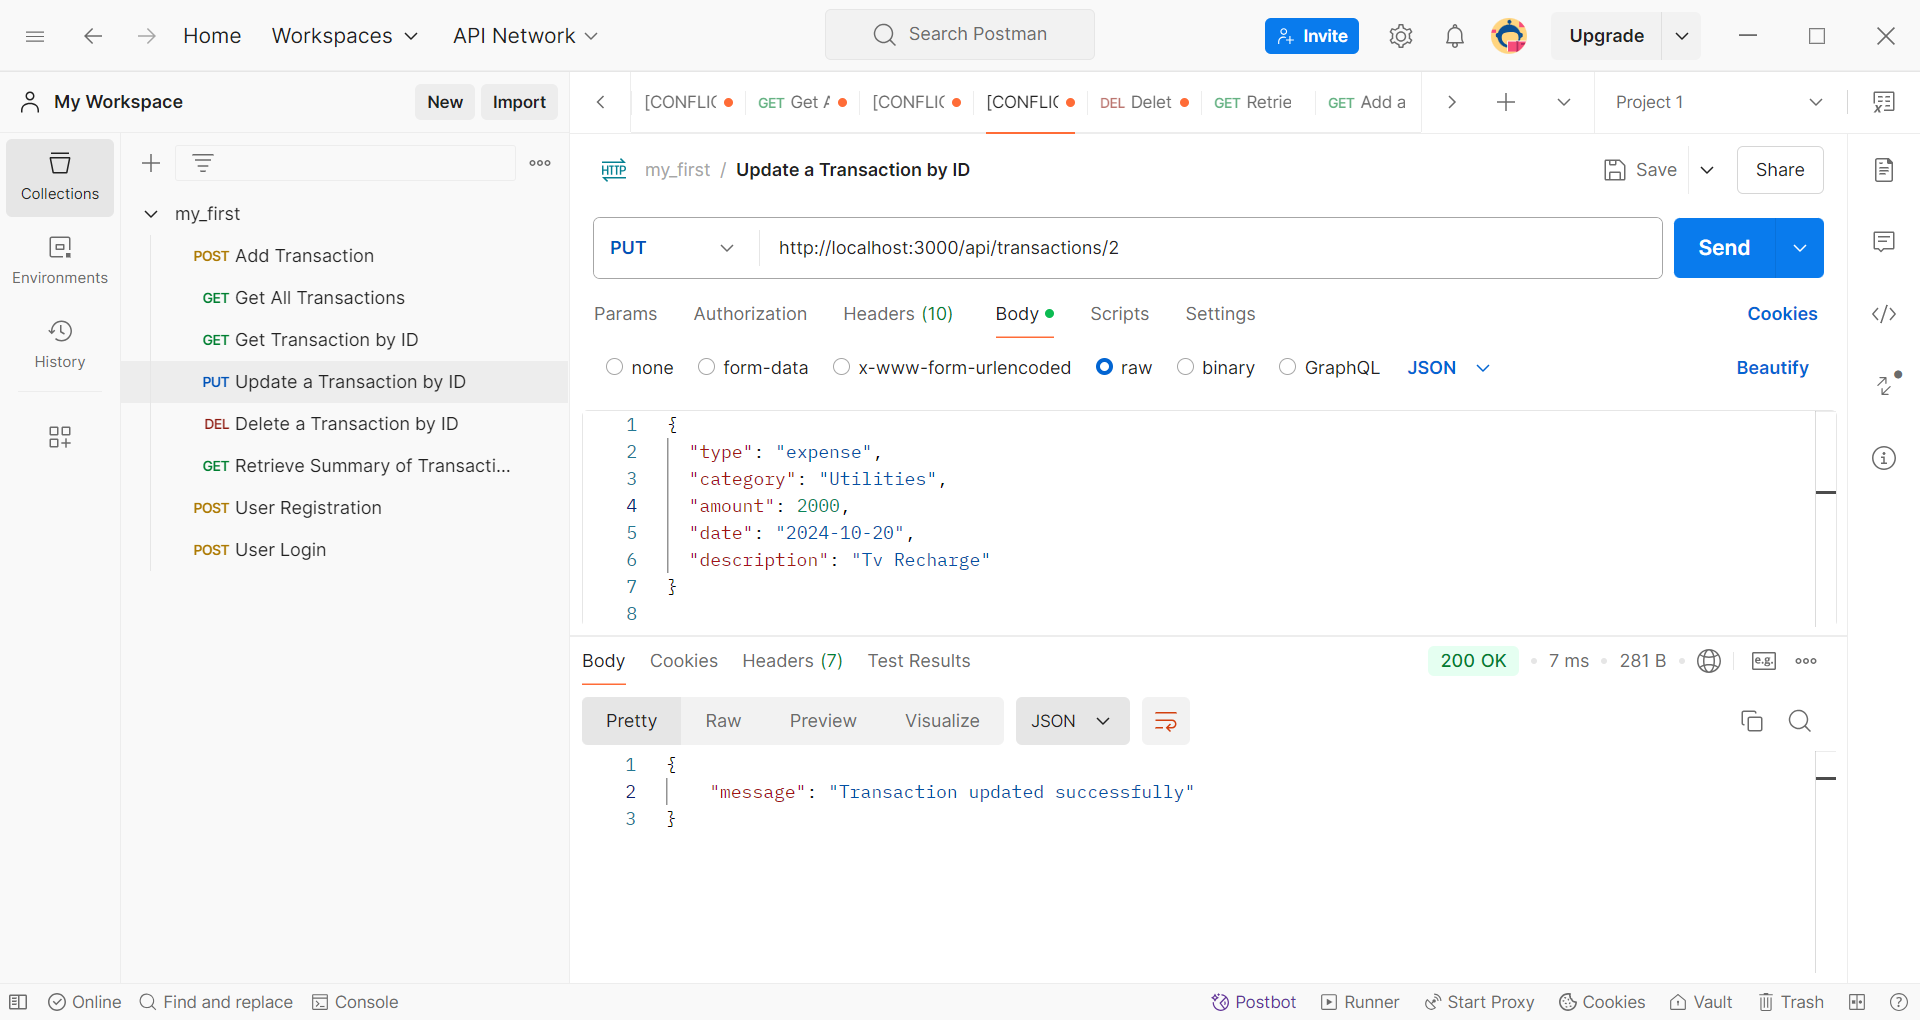 Home Workspaces API Network Search Postman Invite Upgrade
My Workspace New Import
[CONFLIC GET Get A [CONFLIC [CONFLIC DEL Delet GET Retrie GET Add a Project 1
Collections
Environments
History
my_first
POST Add Transaction
GET Get All Transactions
GET Get Transaction by ID
PUT Update a Transaction by ID
DEL Delete a Transaction by ID
GET Retrieve Summary of Transacti...
POST User Registration
POST User Login
HTTP my_first / Update a Transaction by ID Save Share
PUT http://localhost:3000/api/transactions/2 Send
Params Authorization Headers (10) Body Scripts Settings Cookies
none form-data x-www-form-urlencoded raw binary GraphQL JSON Beautify
1 {
2 "type": "expense",
3 "category": "Utilities",
4 "amount": 2000,
5 "date": "2024-10-20",
6 "description": "Tv Recharge"
7 }
8
Body Cookies Headers (7) Test Results 200 OK 7 ms 281 B e.g.
Pretty Raw Preview Visualize JSON
1 {
2 "message": "Transaction updated successfully"
3 }
Online Find and replace Console Postbot Runner Start Proxy Cookies Vault Trash